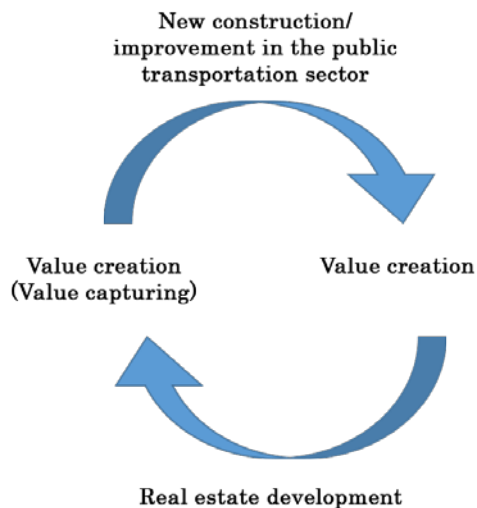 New construction/
improvement in the public
transportation sector
Value creation
(Value capturing)
Value creation
Real estate development